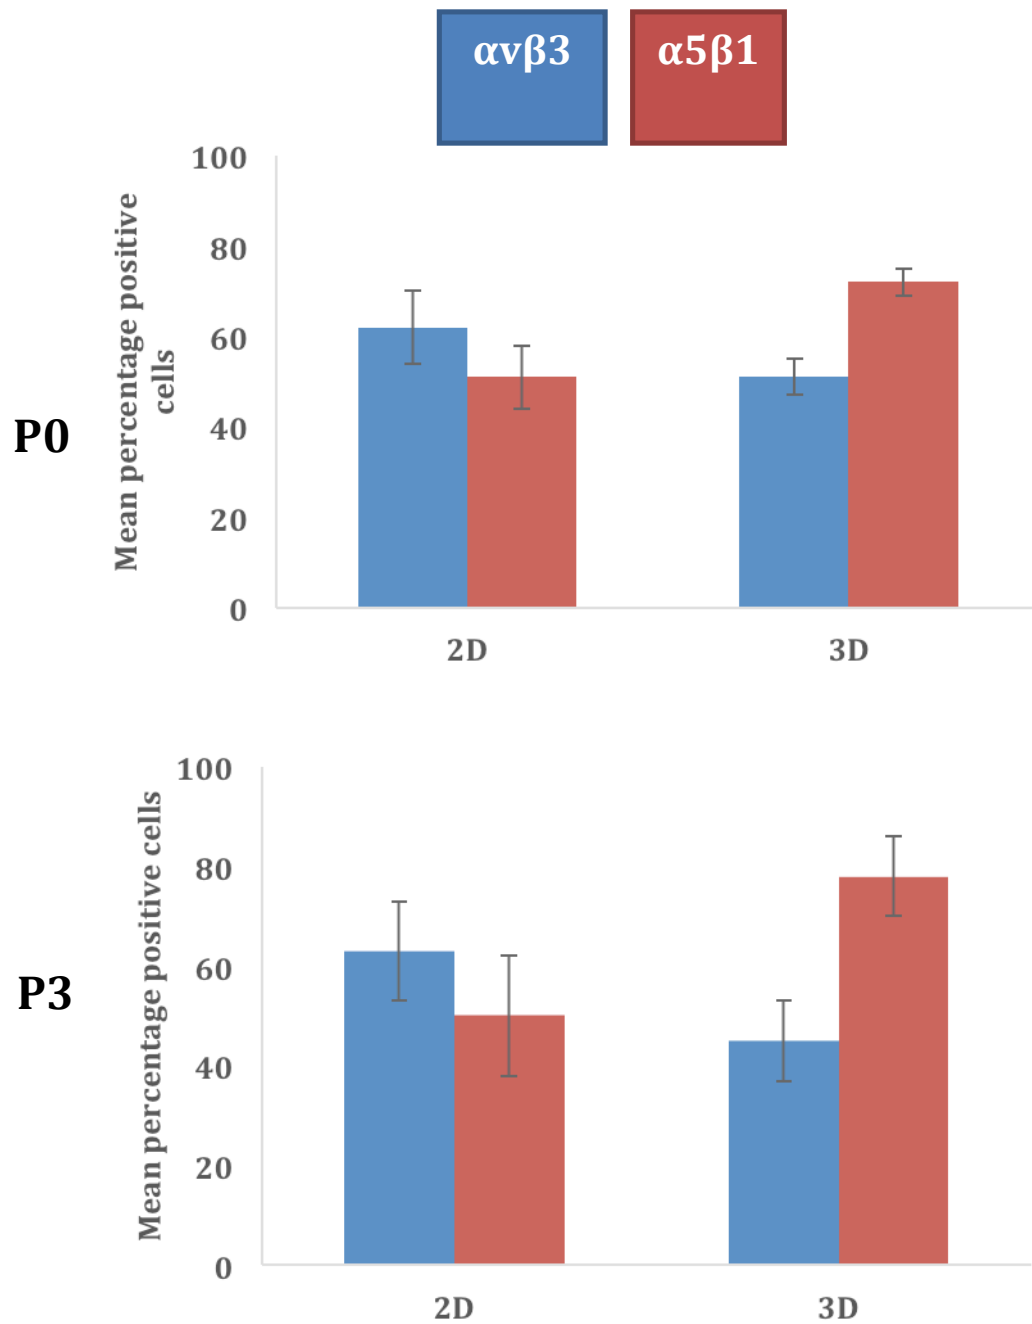 αvβ3
α5β1
100
80
60
40
20
0
Mean percentage positive
cells
P0
2D
3D
100
80
60
40
20
0
Mean percentage positive cells
P3
2D
3D